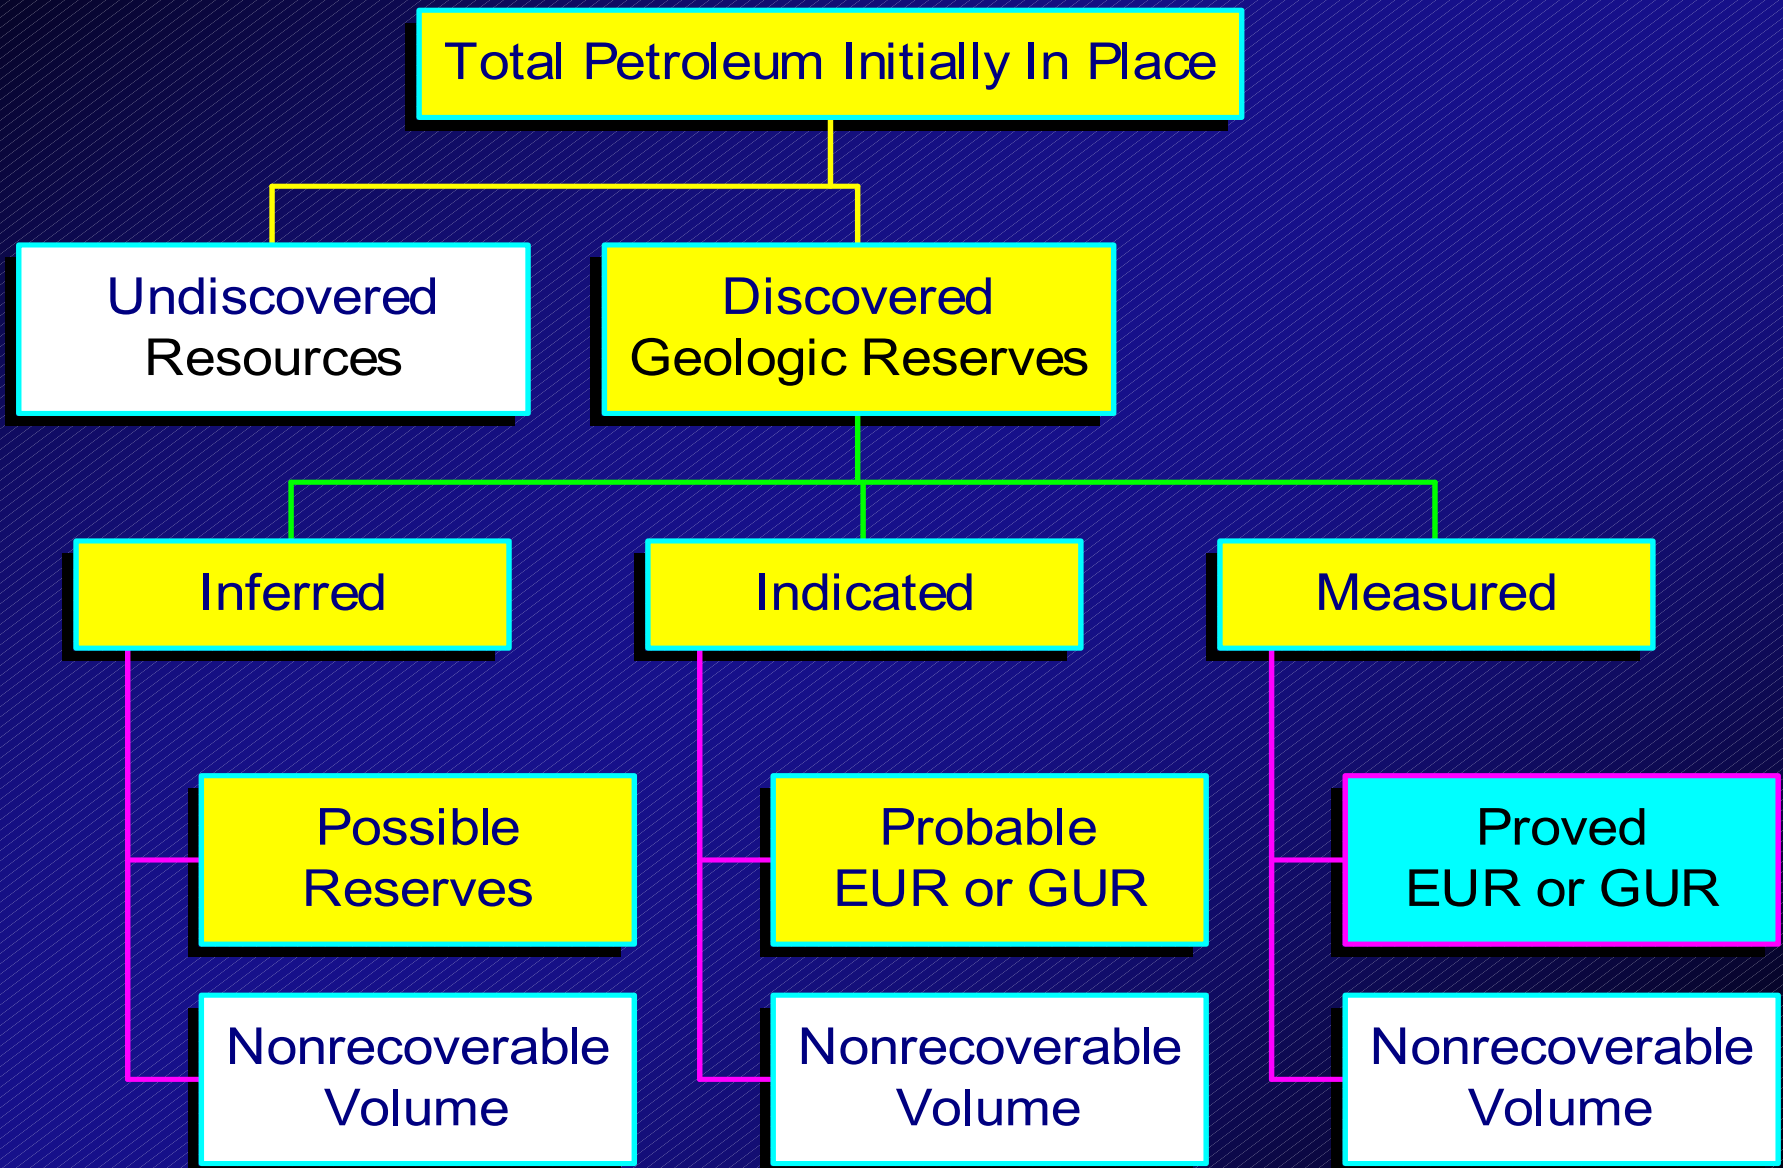 Total Petroleum Initially In Place
Undiscovered
Resources
Discovered
Geologic Reserves
Inferred
Indicated
Measured
Possible
Reserves
Probable
EUR or GUR
Proved
EUR or GUR
Nonrecoverable
Volume
Nonrecoverable
Volume
Nonrecoverable
Volume